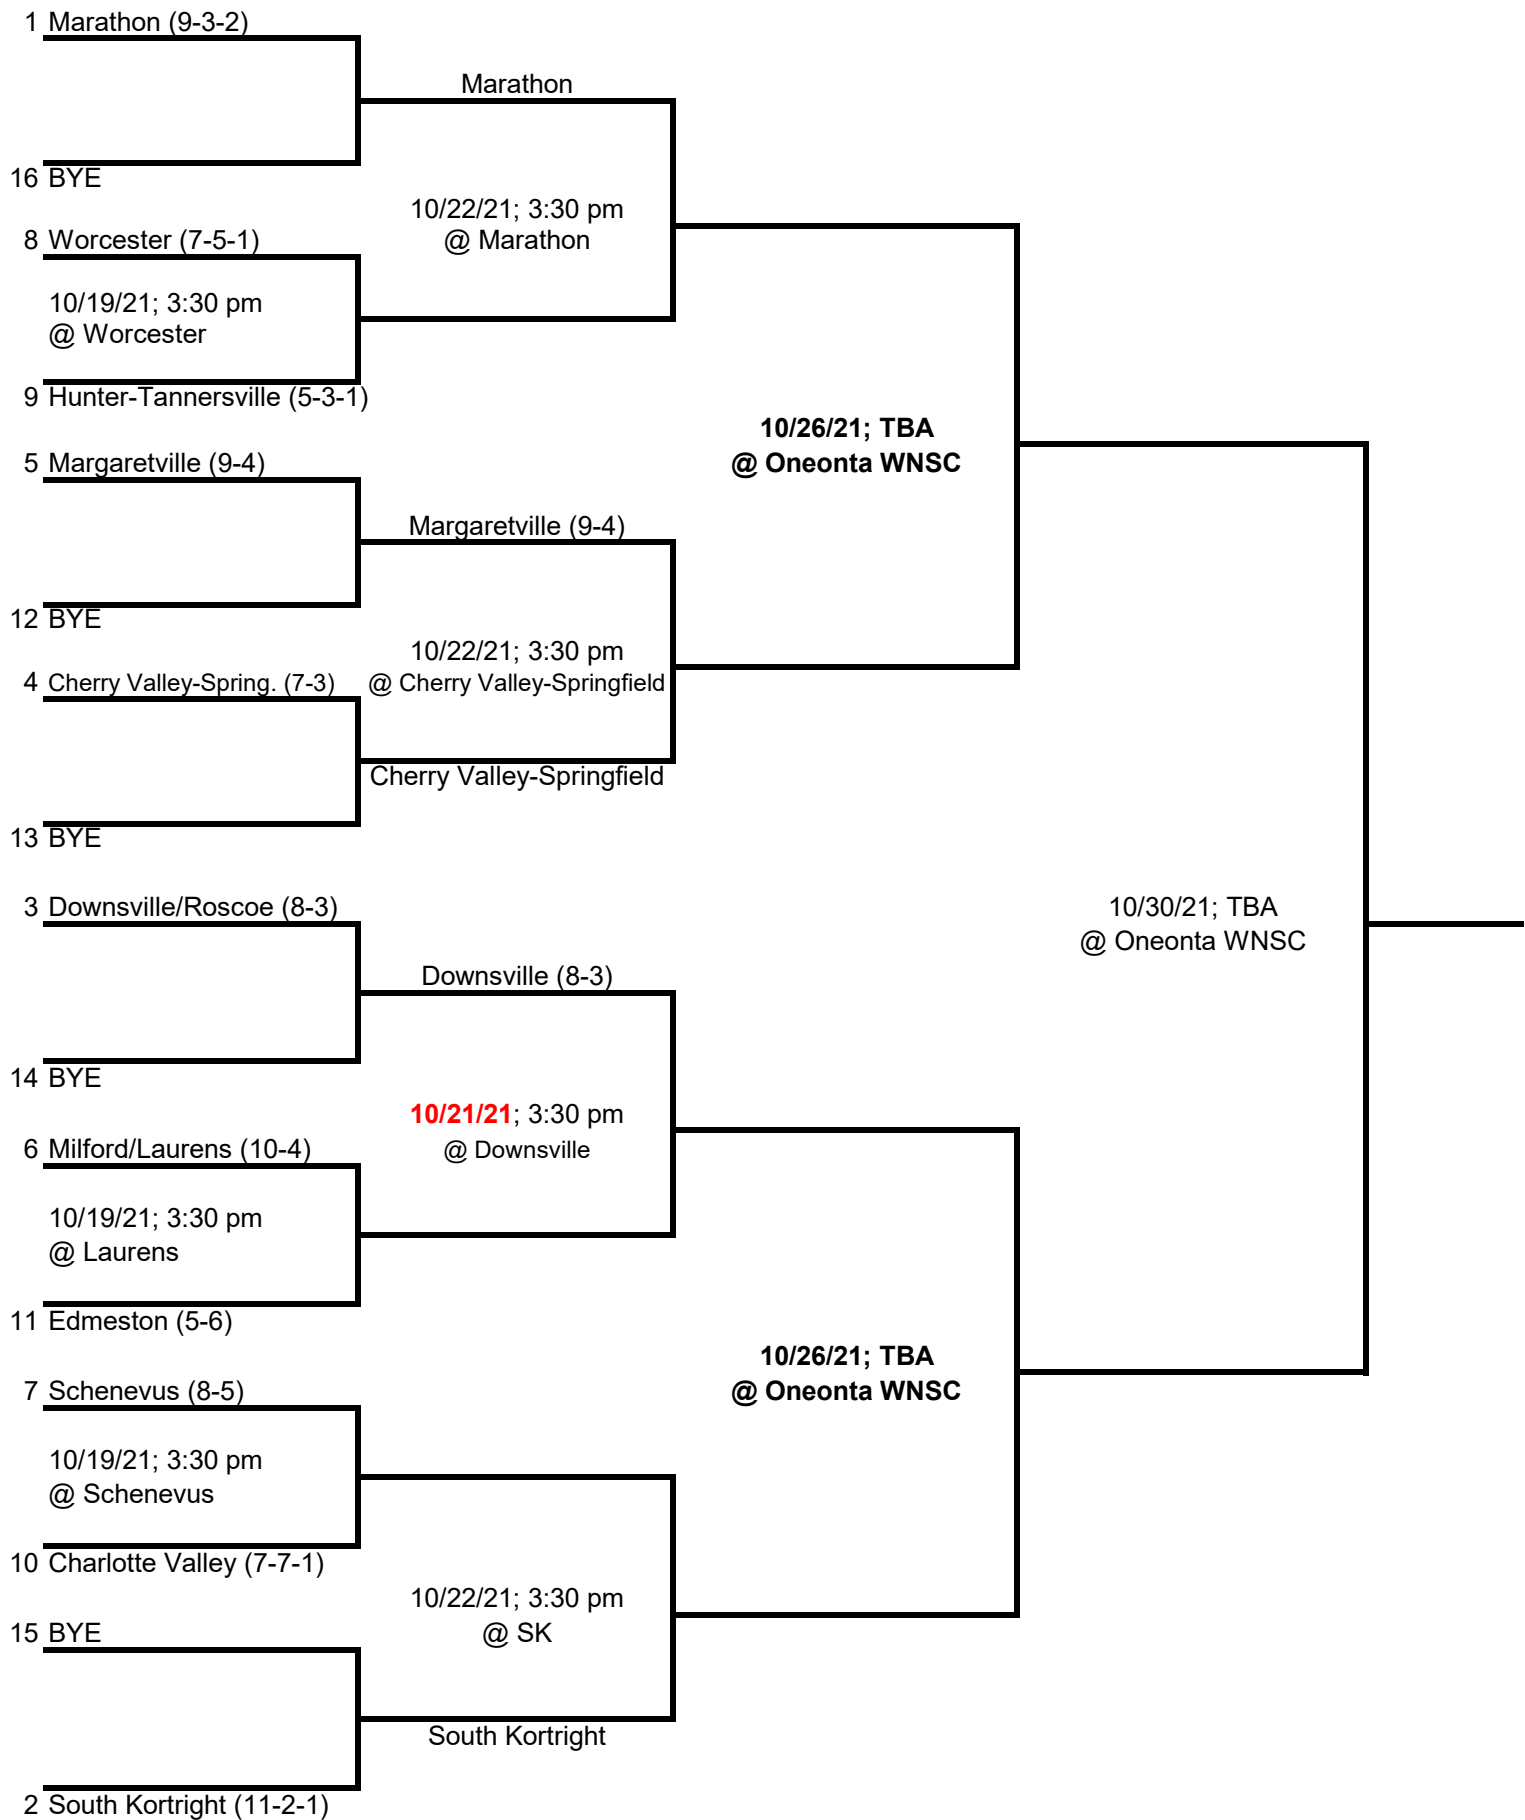 1 Marathon (9-3-2)
Marathon
16 BYE
10/22/21; 3:30 pm
@ Marathon
8 Worcester (7-5-1)
10/19/21; 3:30 pm
@ Worcester
9 Hunter-Tannersville (5-3-1)
10/26/21; TBA
@ Oneonta WNSC
5 Margaretville (9-4)
Margaretville (9-4)
12 BYE
10/22/21; 3:30 pm
@ Cherry Valley-Springfield
4 Cherry Valley-Spring. (7-3)
Cherry Valley-Springfield
13 BYE
3 Downsville/Roscoe (8-3)
10/30/21; TBA
@ Oneonta WNSC
Downsville (8-3)
14 BYE
10/21/21; 3:30 pm
@ Downsville
6 Milford/Laurens (10-4)
10/19/21; 3:30 pm
@ Laurens
11 Edmeston (5-6)
10/26/21; TBA
@ Oneonta WNSC
7 Schenevus (8-5)
10/19/21; 3:30 pm
@ Schenevus
10 Charlotte Valley (7-7-1)
10/22/21; 3:30 pm
@ SK
15 BYE
South Kortright
2 South Kortright (11-2-1)